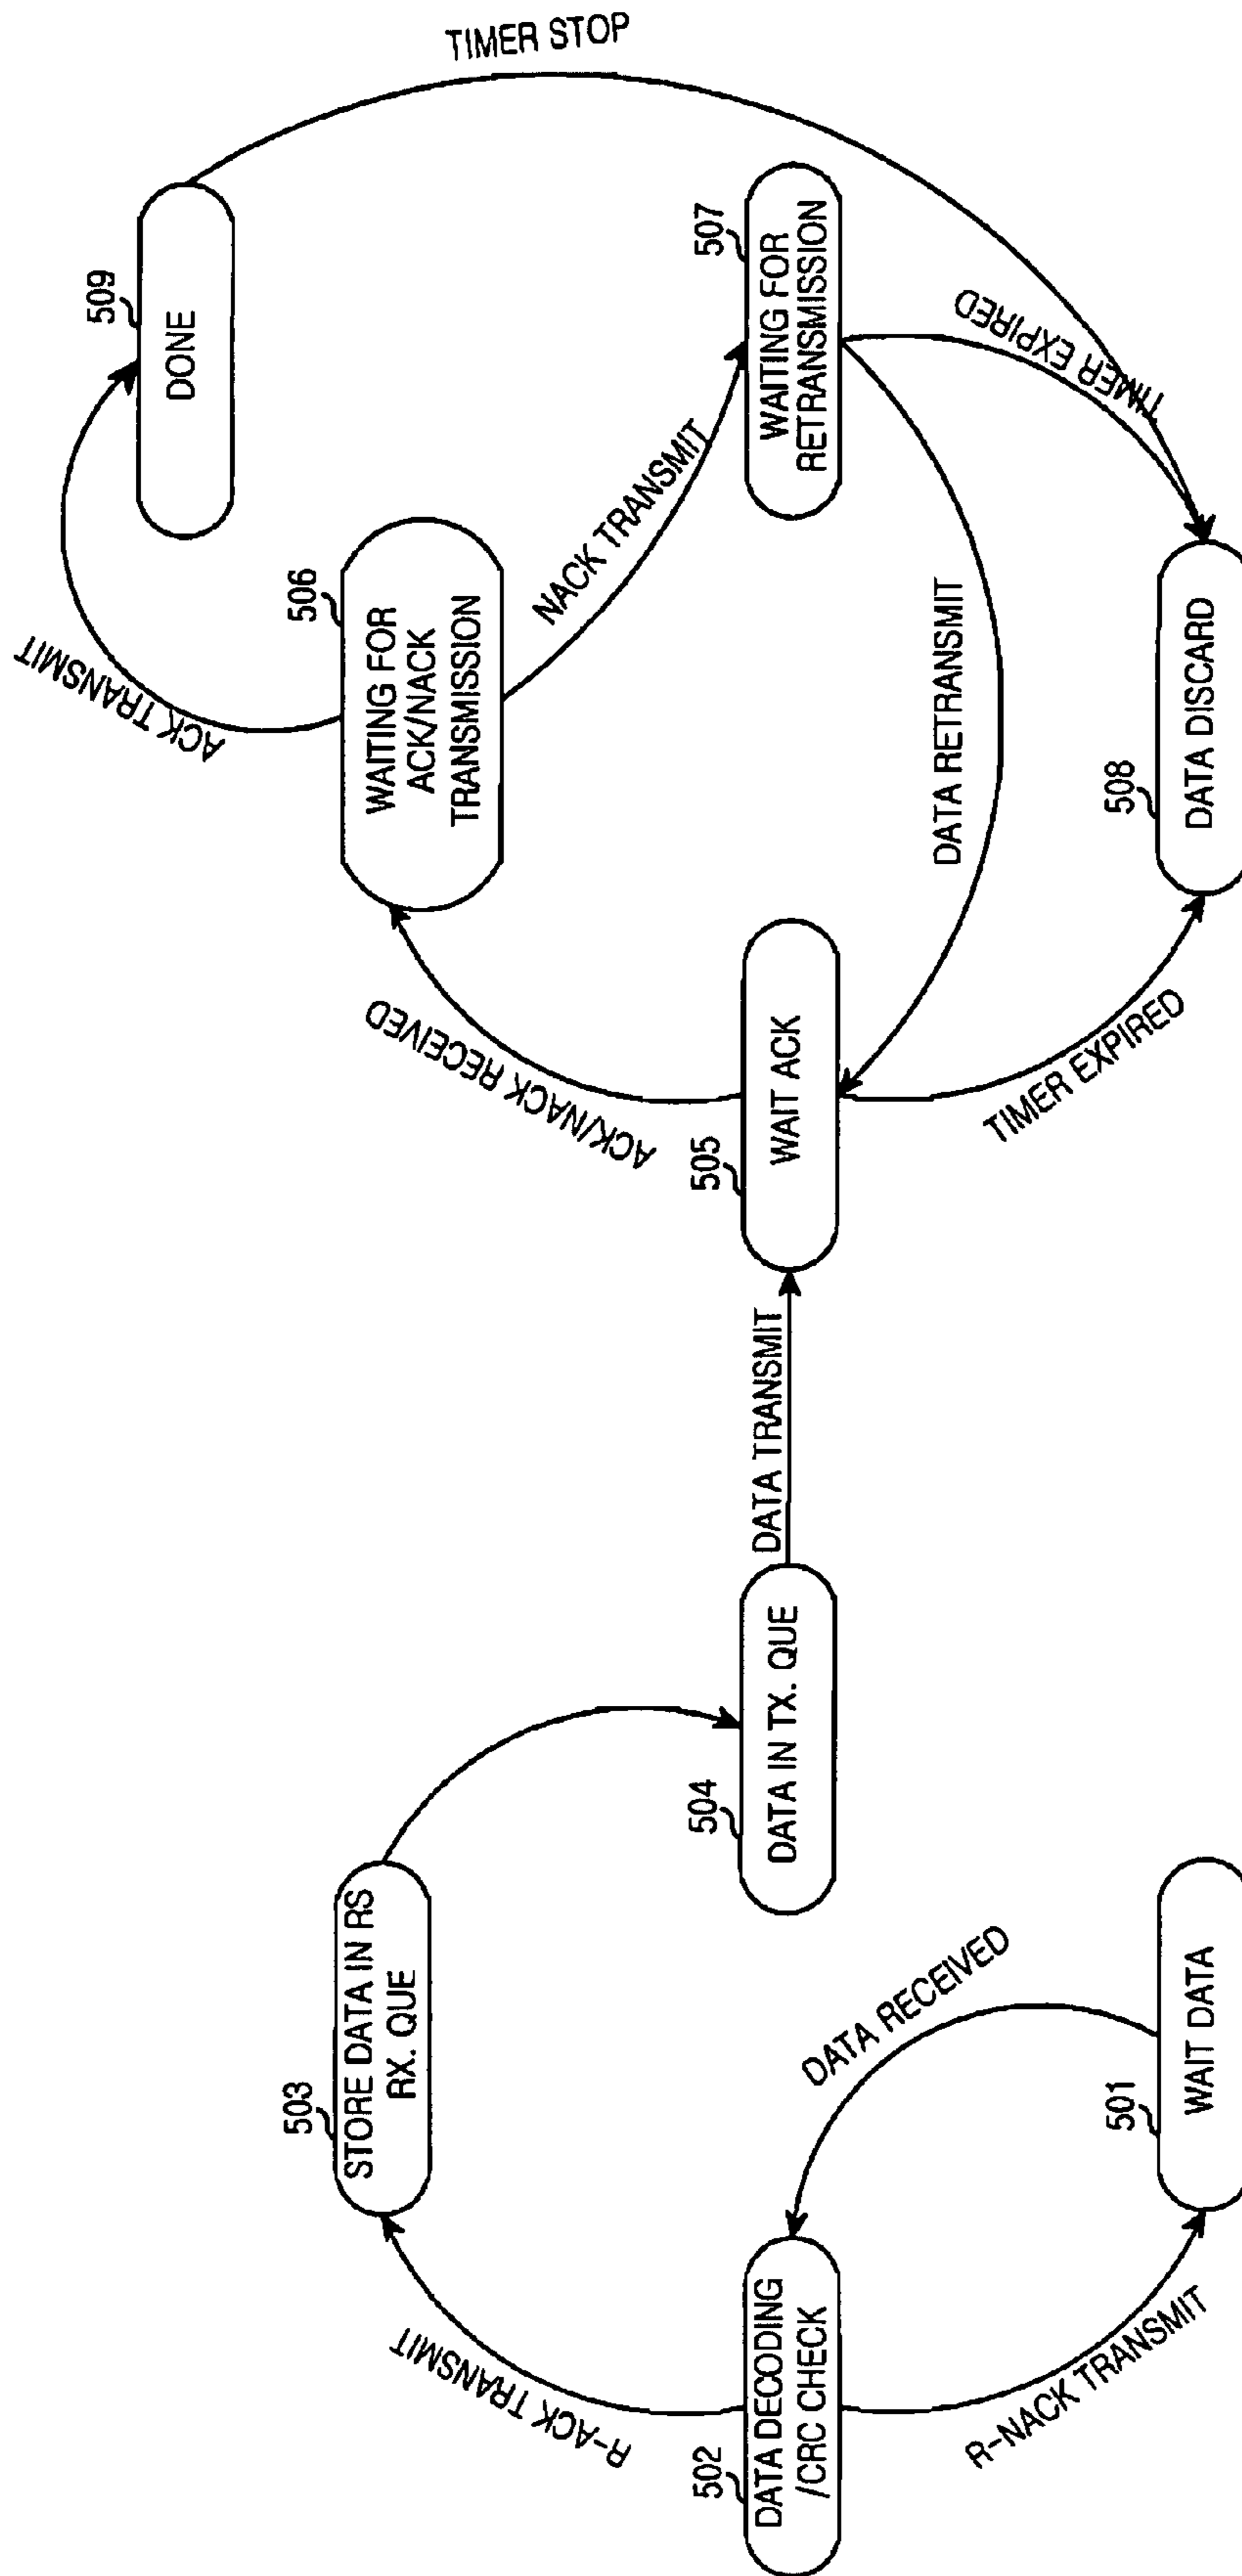 502
DATA DECODING
/CRC CHECK
R-ACK TRANSMIT
R-NACK TRANSMIT
503
STORE DATA IN RS
RX. QUE
DATA RECEIVED
501
WAIT DATA
504
DATA IN TX. QUE
DATA TRANSMIT
505
WAIT ACK
ACK/NACK RECEIVED
TIMER EXPIRED
506
WAITING FOR
ACK/NACK
TRANSMISSION
ACK TRANSMIT
NACK TRANSMIT
DATA RETRANSMIT
508
DATA DISCARD
507
WAITING FOR
RETRANSMISSION
TIMER EXPIRED
509
DONE
TIMER STOP